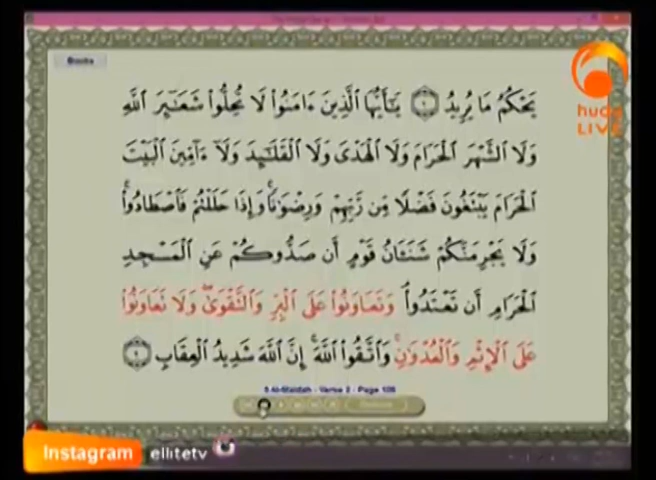 Books
huda
LIVE
يَحْكُمُ مَا يُرِيدُ ١ يَـٰٓأَيُّهَا ٱلَّذِينَ ءَامَنُوا۟ لَا تُحِلُّوا۟ شَعَـٰٓئِرَ ٱللَّهِ
وَلَا ٱلشَّهْرَ ٱلْحَرَامَ وَلَا ٱلْهَدْىَ وَلَا ٱلْقَلَـٰٓئِدَ وَلَآ ءَآمِّينَ ٱلْبَيْتَ
ٱلْحَرَامَ يَبْتَغُونَ فَضْلًا مِّن رَّبِّهِمْ وَرِضْوَٰنًا ۚ وَإِذَا حَلَلْتُمْ فَٱصْطَادُوا۟ ۚ
وَلَا يَجْرِمَنَّكُمْ شَنَـَٔانُ قَوْمٍ أَن صَدُّوكُمْ عَنِ ٱلْمَسْجِدِ
ٱلْحَرَامِ أَن تَعْتَدُوا۟ ۘ وَتَعَاوَنُوا۟ عَلَى ٱلْبِرِّ وَٱلتَّقْوَىٰ ۖ وَلَا تَعَاوَنُوا۟
عَلَى ٱلْإِثْمِ وَٱلْعُدْوَٰنِ ۚ وَٱتَّقُوا۟ ٱللَّهَ ۖ إِنَّ ٱللَّهَ شَدِيدُ ٱلْعِقَابِ ٢
5 Al-Maidah - Verse 2 - Page 106
Instagram ellitetv